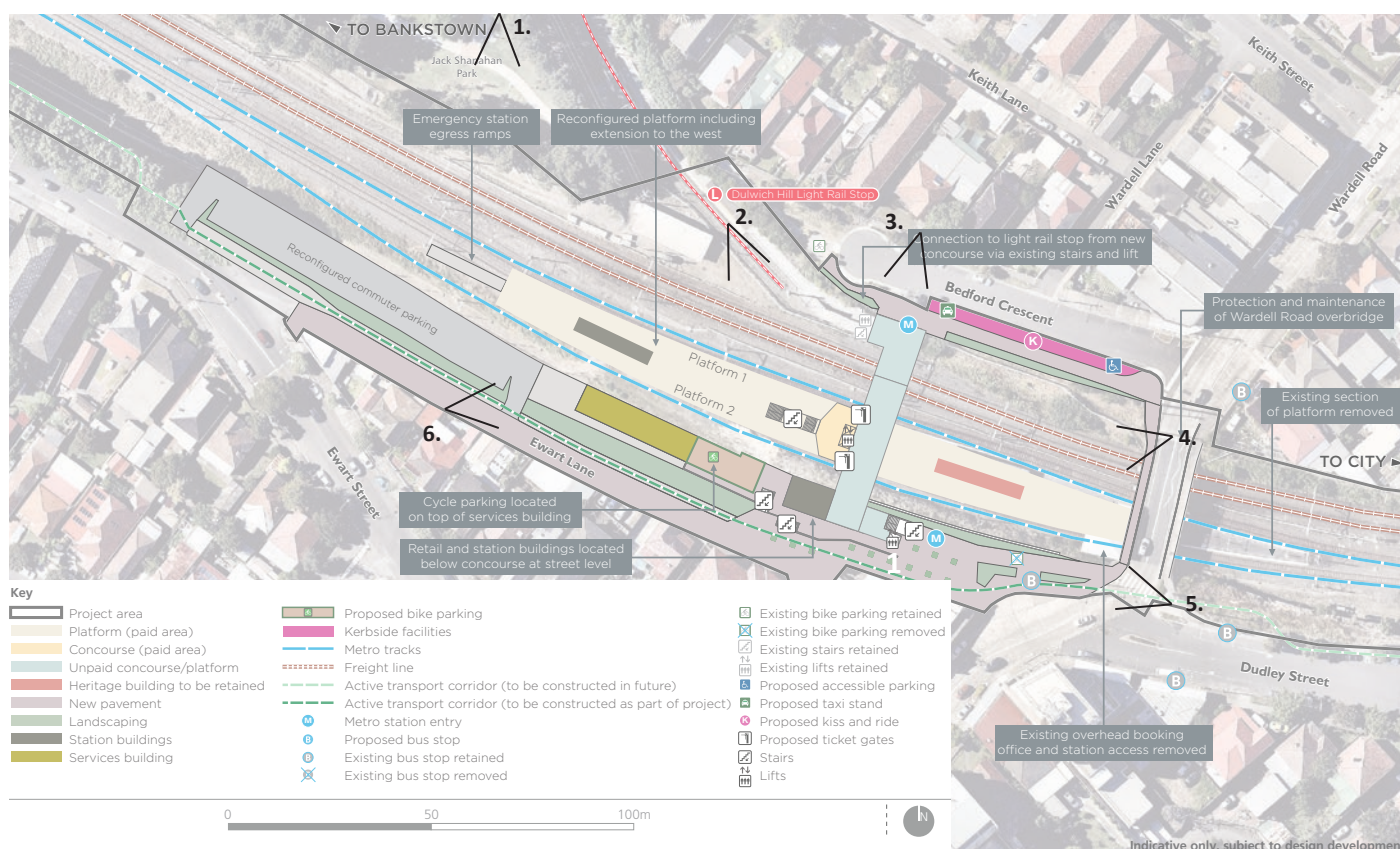 TO BANKSTOWN
1.
Jack Shanahan
Park
Keith Street
Keith Lane
Emergency station
egress ramps
Reconfigured platform including
extension to the west
Wardell Lane
Wardell Road
L
Dulwich Hill Light Rail Stop
2.
3.
Connection to light rail stop from new
concourse via existing stairs and lift
Reconfigured commuter parking
Bedford Crescent
Protection and maintenance
of Wardell Road overbridge
M
K
Platform 1
Platform 2
B
Existing section
of platform removed
6.
4.
Ewart Lane
TO CITY
Ewart Street
Cycle parking located
on top of services building
Retail and station buildings located
below concourse at street level
M
1
B
5.
B
Dudley Street
B
Existing overhead booking
office and station access removed
Key
Project area
Platform (paid area)
Concourse (paid area)
Unpaid concourse/platform
Heritage building to be retained
New pavement
Landscaping
Station buildings
Services building
Proposed bike parking
Kerbside facilities
Metro tracks
Freight line
Active transport corridor (to be constructed in future)
Active transport corridor (to be constructed as part of project)
M Metro station entry
B Proposed bus stop
B Existing bus stop retained
B Existing bus stop removed
Existing bike parking retained
Existing bike parking removed
Existing stairs retained
Existing lifts retained
Proposed accessible parking
Proposed taxi stand
K Proposed kiss and ride
Proposed ticket gates
Stairs
Lifts
0 50 100m
N
Indicative only, subject to design development